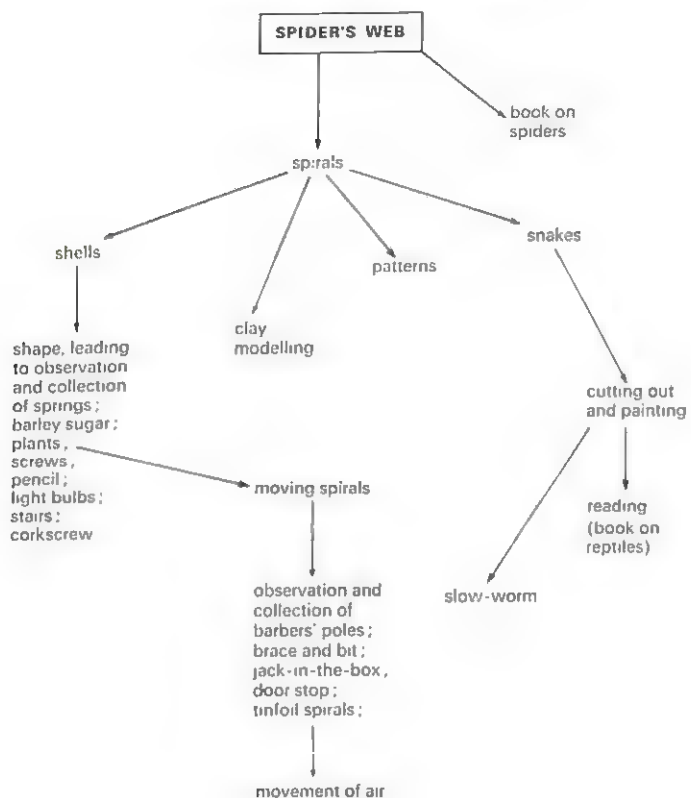 SPIDER'S WEB
book on
spiders
spirals
shells
patterns
snakes
clay
modelling
shape, leading
to observation
and collection
of springs;
barley sugar;
plants,
screws,
pencil;
light bulbs;
stairs;
corkscrew
cutting out
and painting
moving spirals
reading
(book on
reptiles)
slow-worm
observation and
collection of
barbers' poles;
brace and bit;
jack-in-the-box,
door stop;
tinfoil spirals;
movement of air